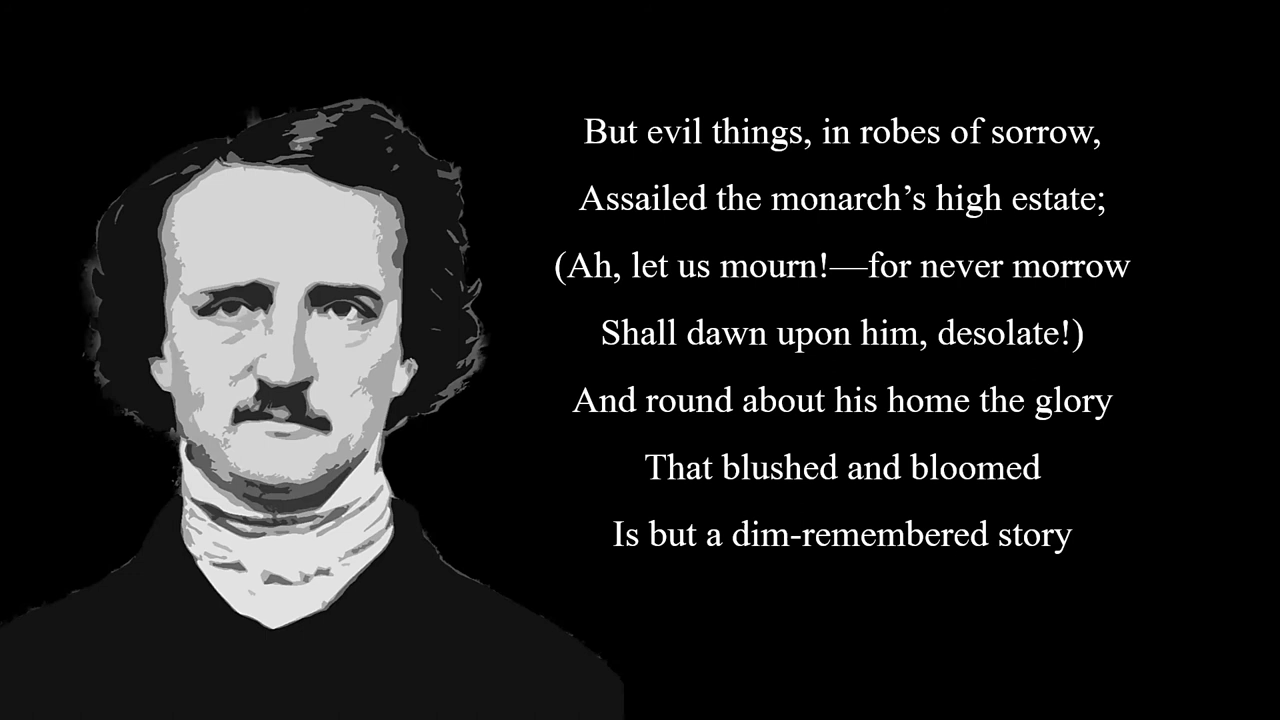 But evil things, in robes of sorrow,
Assailed the monarch’s high estate;
(Ah, let us mourn!—for never morrow
Shall dawn upon him, desolate!)
And round about his home the glory
That blushed and bloomed
Is but a dim-remembered story